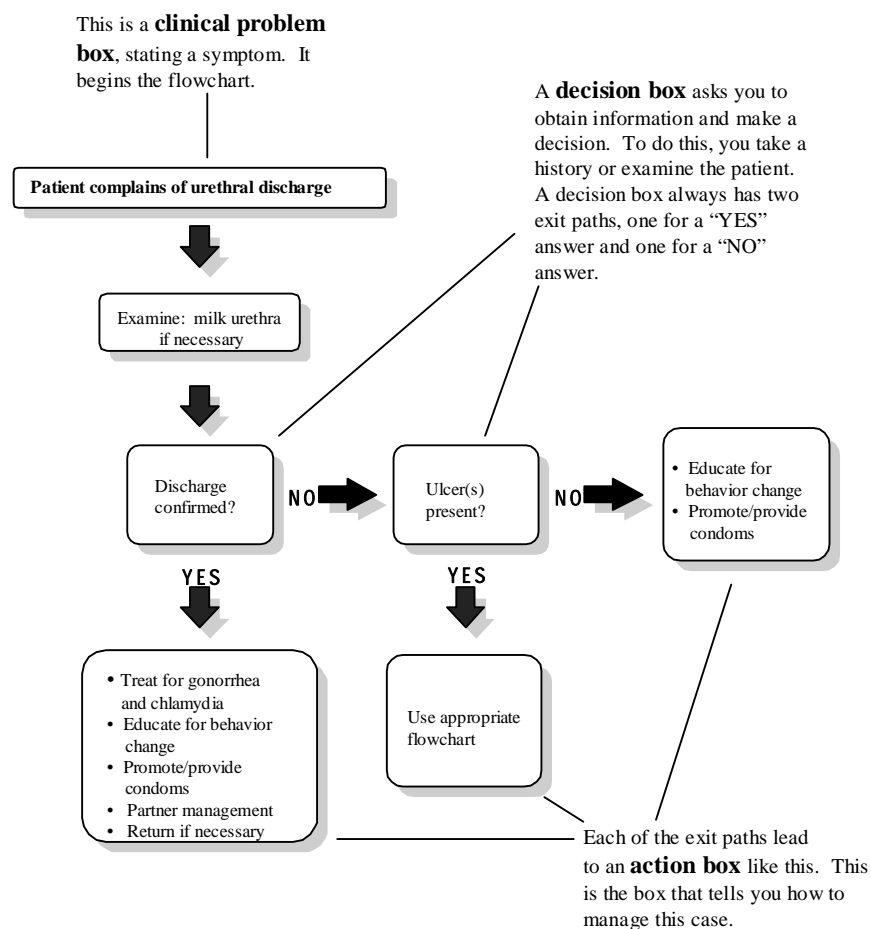 This is a clinical problem
box, stating a symptom. It
begins the flowchart.
A decision box asks you to
obtain information and make a
decision. To do this, you take a
history or examine the patient.
A decision box always has two
exit paths, one for a “YES”
answer and one for a “NO”
answer.
Patient complains of urethral discharge
Examine: milk urethra
if necessary
Discharge
confirmed?
NO
Ulcer(s)
present?
NO
• Educate for
behavior change
• Promote/provide
condoms
YES
YES
• Treat for gonorrhea
and chlamydia
• Educate for behavior
change
• Promote/provide
condoms
• Partner management
• Return if necessary
Use appropriate
flowchart
Each of the exit paths lead
to an action box like this. This
is the box that tells you how to
manage this case.